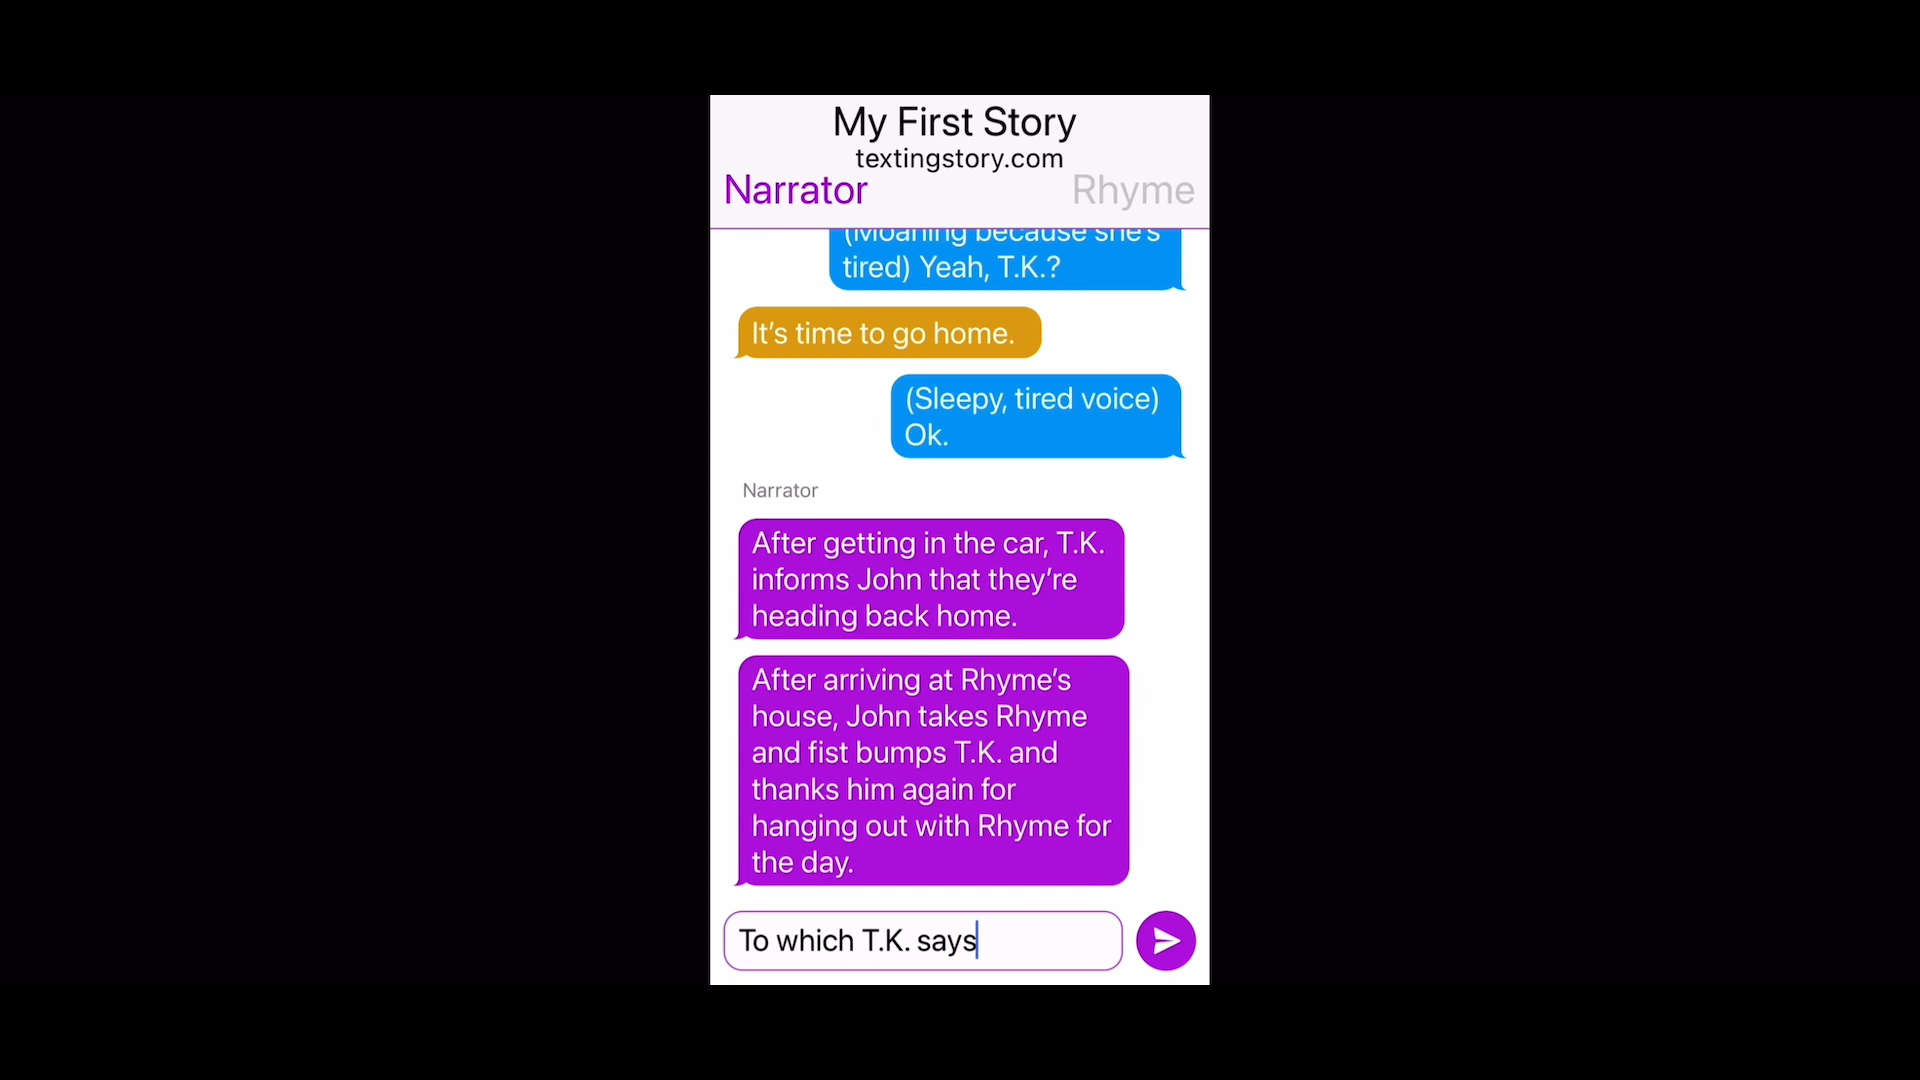 My First Story
textingstory.com
Narrator
Rhyme
(Moaning because she's
tired) Yeah, T.K.?
It’s time to go home.
(Sleepy, tired voice)
Ok.
Narrator
After getting in the car, T.K.
informs John that they’re
heading back home.
After arriving at Rhyme’s
house, John takes Rhyme
and fist bumps T.K. and
thanks him again for
hanging out with Rhyme for
the day.
To which T.K. says